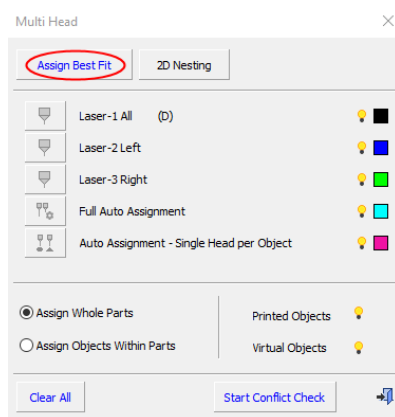 Multi Head
Assign Best Fit 2D Nesting
Laser-1 All (D)
Laser-2 Left
Laser-3 Right
Full Auto Assignment
Auto Assignment - Single Head per Object
Assign Whole Parts Printed Objects
Assign Objects Within Parts Virtual Objects
Clear All Start Conflict Check